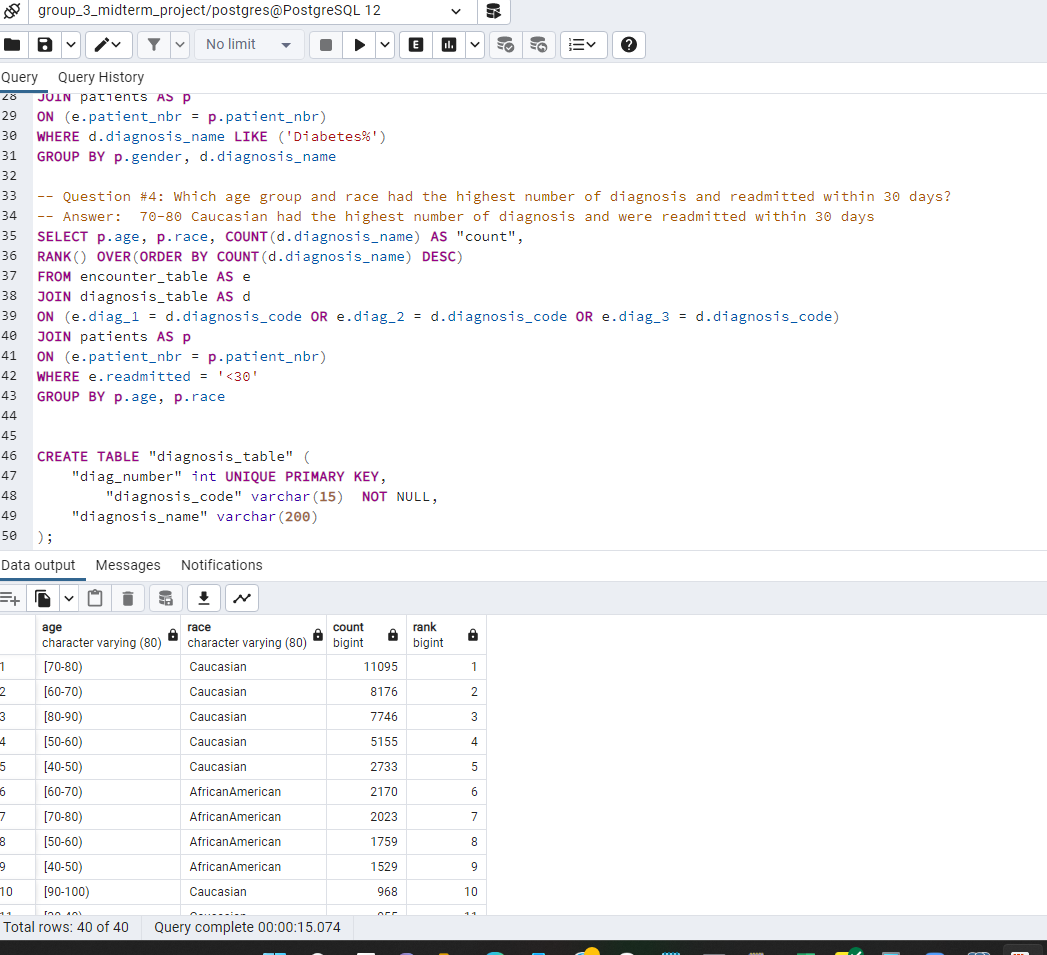 group_3_midterm_project/postgres@PostgreSQL 12
No limit
E
Query Query History
28 JOIN patients AS p
29 ON (e.patient_nbr = p.patient_nbr)
30 WHERE d.diagnosis_name LIKE ('Diabetes%')
31 GROUP BY p.gender, d.diagnosis_name
32
33 -- Question #4: Which age group and race had the highest number of diagnosis and readmitted within 30 days?
34 -- Answer:  70-80 Caucasian had the highest number of diagnosis and were readmitted within 30 days
35 SELECT p.age, p.race, COUNT(d.diagnosis_name) AS "count",
36 RANK() OVER(ORDER BY COUNT(d.diagnosis_name) DESC)
37 FROM encounter_table AS e
38 JOIN diagnosis_table AS d
39 ON (e.diag_1 = d.diagnosis_code OR e.diag_2 = d.diagnosis_code OR e.diag_3 = d.diagnosis_code)
40 JOIN patients AS p
41 ON (e.patient_nbr = p.patient_nbr)
42 WHERE e.readmitted = '<30'
43 GROUP BY p.age, p.race
44
45
46 CREATE TABLE "diagnosis_table" (
47 "diag_number" int UNIQUE PRIMARY KEY,
48 "diagnosis_code" varchar(15)  NOT NULL,
49 "diagnosis_name" varchar(200)
50 );
Data output Messages Notifications
age race count rank
character varying (80) character varying (80) bigint bigint
1 [70-80) Caucasian 11095 1
2 [60-70) Caucasian 8176 2
3 [80-90) Caucasian 7746 3
4 [50-60) Caucasian 5155 4
5 [40-50) Caucasian 2733 5
6 [60-70) AfricanAmerican 2170 6
7 [70-80) AfricanAmerican 2023 7
8 [50-60) AfricanAmerican 1759 8
9 [40-50) AfricanAmerican 1529 9
10 [90-100) Caucasian 968 10
Caucasian 11
Total rows: 40 of 40 Query complete 00:00:15.074